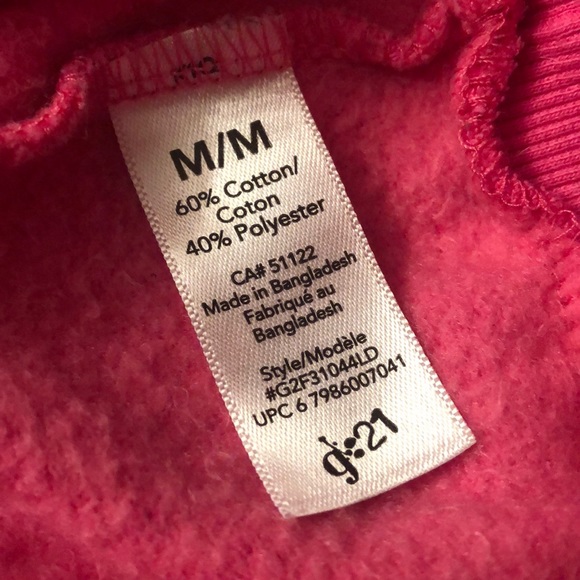 M/M
60% Cotton/
Coton
40% Polyester
CA# 51122
Made in Bangladesh
Fabriqué au
Bangladesh
Style/Modèle
#G2F31044LD
UPC 6 7986007041
g:21